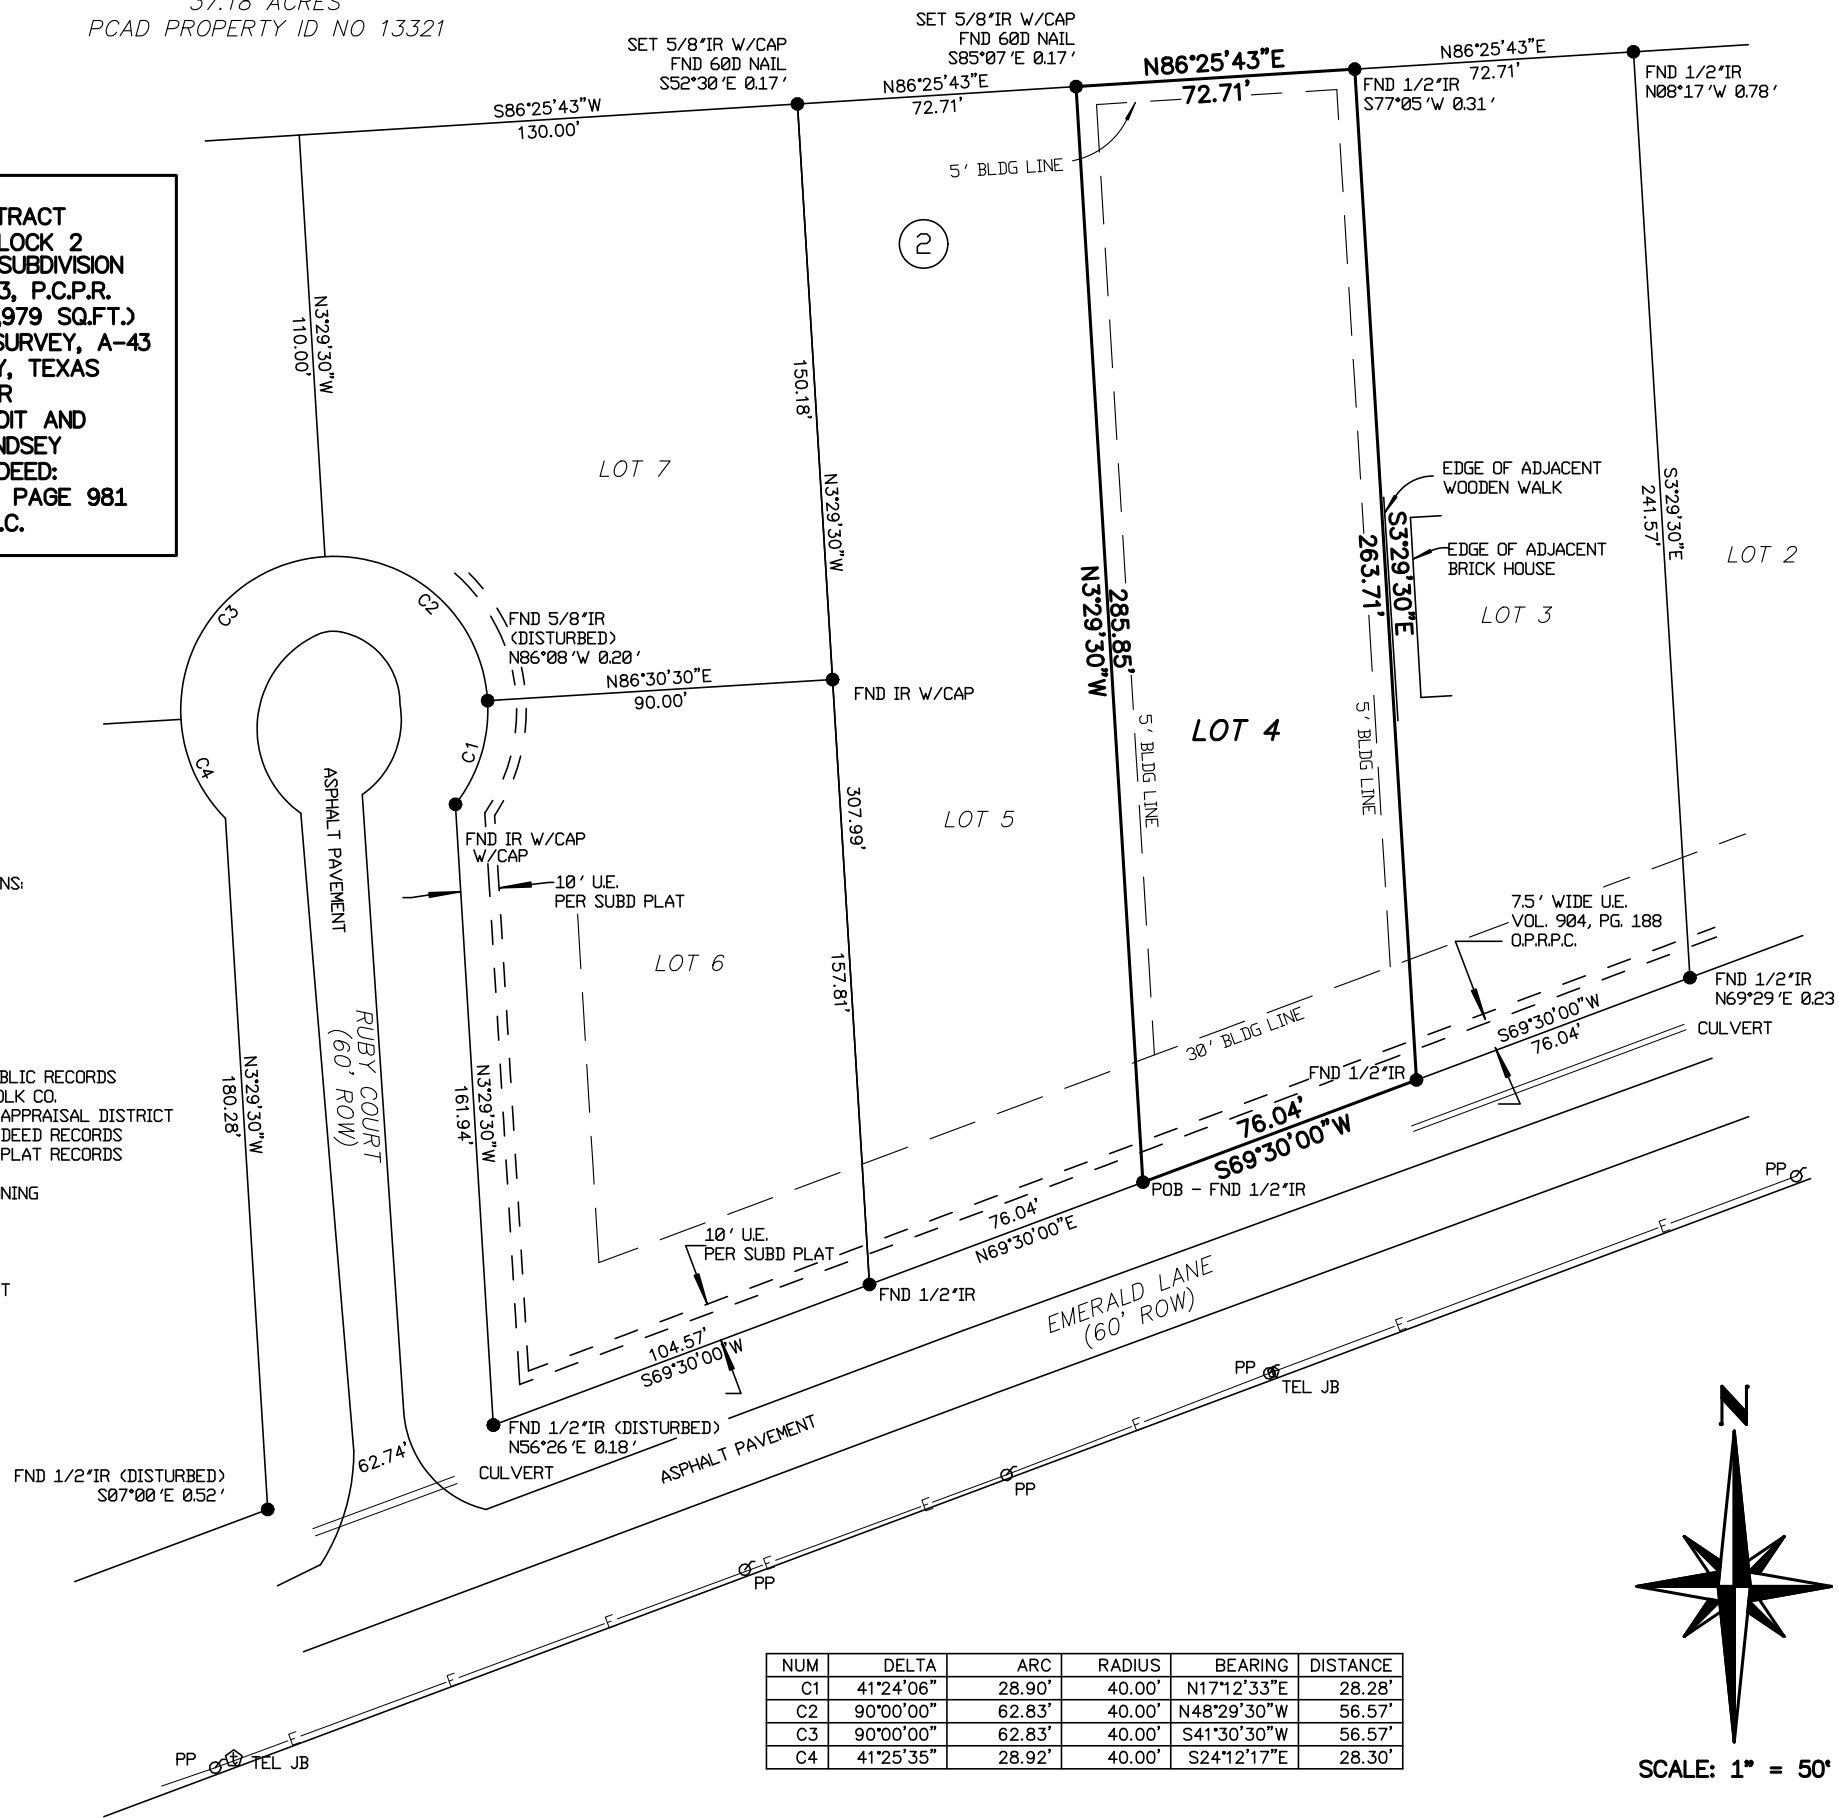 37.18 ACRES
PCAD PROPERTY ID NO 13321
SET 5/8"IR W/CAP
FND 60D NAIL
S52°30'E 0.17'
SET 5/8"IR W/CAP
FND 60D NAIL
S85°07'E 0.17'
S86°25'43"W
130.00'
N86°25'43"E
72.71'
N86°25'43"E
72.71'
N86°25'43"E
72.71'
FND 1/2"IR
S77°05'W 0.31'
FND 1/2"IR
N08°17'W 0.78'
5' BLDG LINE
2
TRACT
LOCK 2
SUBDIVISION
3, P.C.P.R.
,979 SQ.FT.)
SURVEY, A-43
Y, TEXAS
R
OIT AND
NDSEY
DEED:
PAGE 981
.C.
N3°29'30"W
110.00'
150.18'
N3°29'30"W
LOT 7
N3°29'30"W
285.85'
263.71'
S3°29'30"E
EDGE OF ADJACENT
WOODEN WALK
EDGE OF ADJACENT
BRICK HOUSE
S3°29'30"E
241.57'
LOT 2
LOT 3
C3
C2
C1
C4
FND 5/8"IR
(DISTURBED)
N86°08'W 0.20'
N86°30'30"E
90.00'
FND IR W/CAP
LOT 4
5' BLDG LINE
5' BLDG LINE
ASPHALT PAVEMENT
FND IR W/CAP
W/CAP
307.99'
LOT 5
10' U.E.
PER SUBD PLAT
NS:
LOT 6
157.81'
7.5' WIDE U.E.
VOL. 904, PG. 188
O.P.R.P.C.
FND 1/2"IR
N69°29'E 0.23
S69°30'00"W
76.04'
CULVERT
30' BLDG LINE
FND 1/2"IR
RUBY COURT
(60' ROW)
N3°29'30"W
180.28'
N3°29'30"W
161.94'
BLIC RECORDS
OLK CO.
APPRAISAL DISTRICT
DEED RECORDS
PLAT RECORDS
NING
T
76.04'
S69°30'00"W
POB - FND 1/2"IR
PP
76.04'
N69°30'00"E
E
10' U.E.
PER SUBD PLAT
FND 1/2"IR
EMERALD LANE
(60' ROW)
E
104.57'
S69°30'00"W
PP
TEL JB
FND 1/2"IR (DISTURBED)
N56°26'E 0.18'
ASPHALT PAVEMENT
E
62.74'
CULVERT
FND 1/2"IR (DISTURBED)
S07°00'E 0.52'
PP
E
E
PP
E
E
E
PP
TEL JB
N
SCALE: 1" = 50'
NUM DELTA ARC RADIUS BEARING DISTANCE
C1 41°24'06" 28.90' 40.00' N17°12'33"E 28.28'
C2 90°00'00" 62.83' 40.00' N48°29'30"W 56.57'
C3 90°00'00" 62.83' 40.00' S41°30'30"W 56.57'
C4 41°25'35" 28.92' 40.00' S24°12'17"E 28.30'